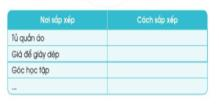 Nơi sắp xếp Cách sắp xếp
Tủ quần áo
Giá để giày dép
Góc học tập
...